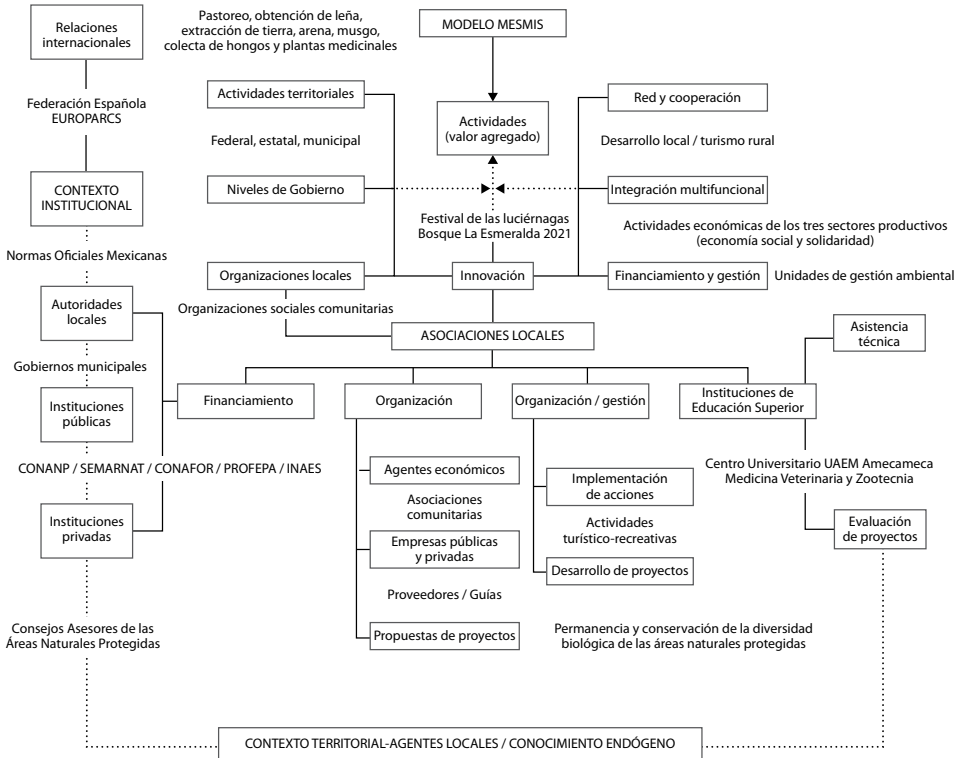 Relaciones
internacionales
Pastoreo, obtención de leña,
extracción de tierra, arena, musgo,
colecta de hongos y plantas medicinales
MODELO MESMIS
Federación Española
EUROPARCS
Actividades territoriales
Actividades
(valor agregado)
Red y cooperación
Federal, estatal, municipal
Desarrollo local / turismo rural
CONTEXTO
INSTITUCIONAL
Niveles de Gobierno
Integración multifuncional
Festival de las luciérnagas
Bosque La Esmeralda 2021
Actividades económicas de los tres sectores productivos
(economía social y solidaridad)
Normas Oficiales Mexicanas
Organizaciones locales
Innovación
Financiamiento y gestión
Unidades de gestión ambiental
Autoridades
locales
Organizaciones sociales comunitarias
ASOCIACIONES LOCALES
Asistencia
técnica
Gobiernos municipales
Instituciones
públicas
Financiamiento
Organización
Organización / gestión
Instituciones de
Educación Superior
CONANP / SEMARNAT / CONAFOR / PROFEPA / INAES
Agentes económicos
Implementación
de acciones
Centro Universitario UAEM Amecameca
Medicina Veterinaria y Zootecnia
Asociaciones
comunitarias
Actividades
turístico-recreativas
Instituciones
privadas
Empresas públicas
y privadas
Evaluación
de proyectos
Desarrollo de proyectos
Proveedores / Guías
Consejos Asesores de las
Áreas Naturales Protegidas
Propuestas de proyectos
Permanencia y conservación de la diversidad
biológica de las áreas naturales protegidas
CONTEXTO TERRITORIAL-AGENTES LOCALES / CONOCIMIENTO ENDÓGENO